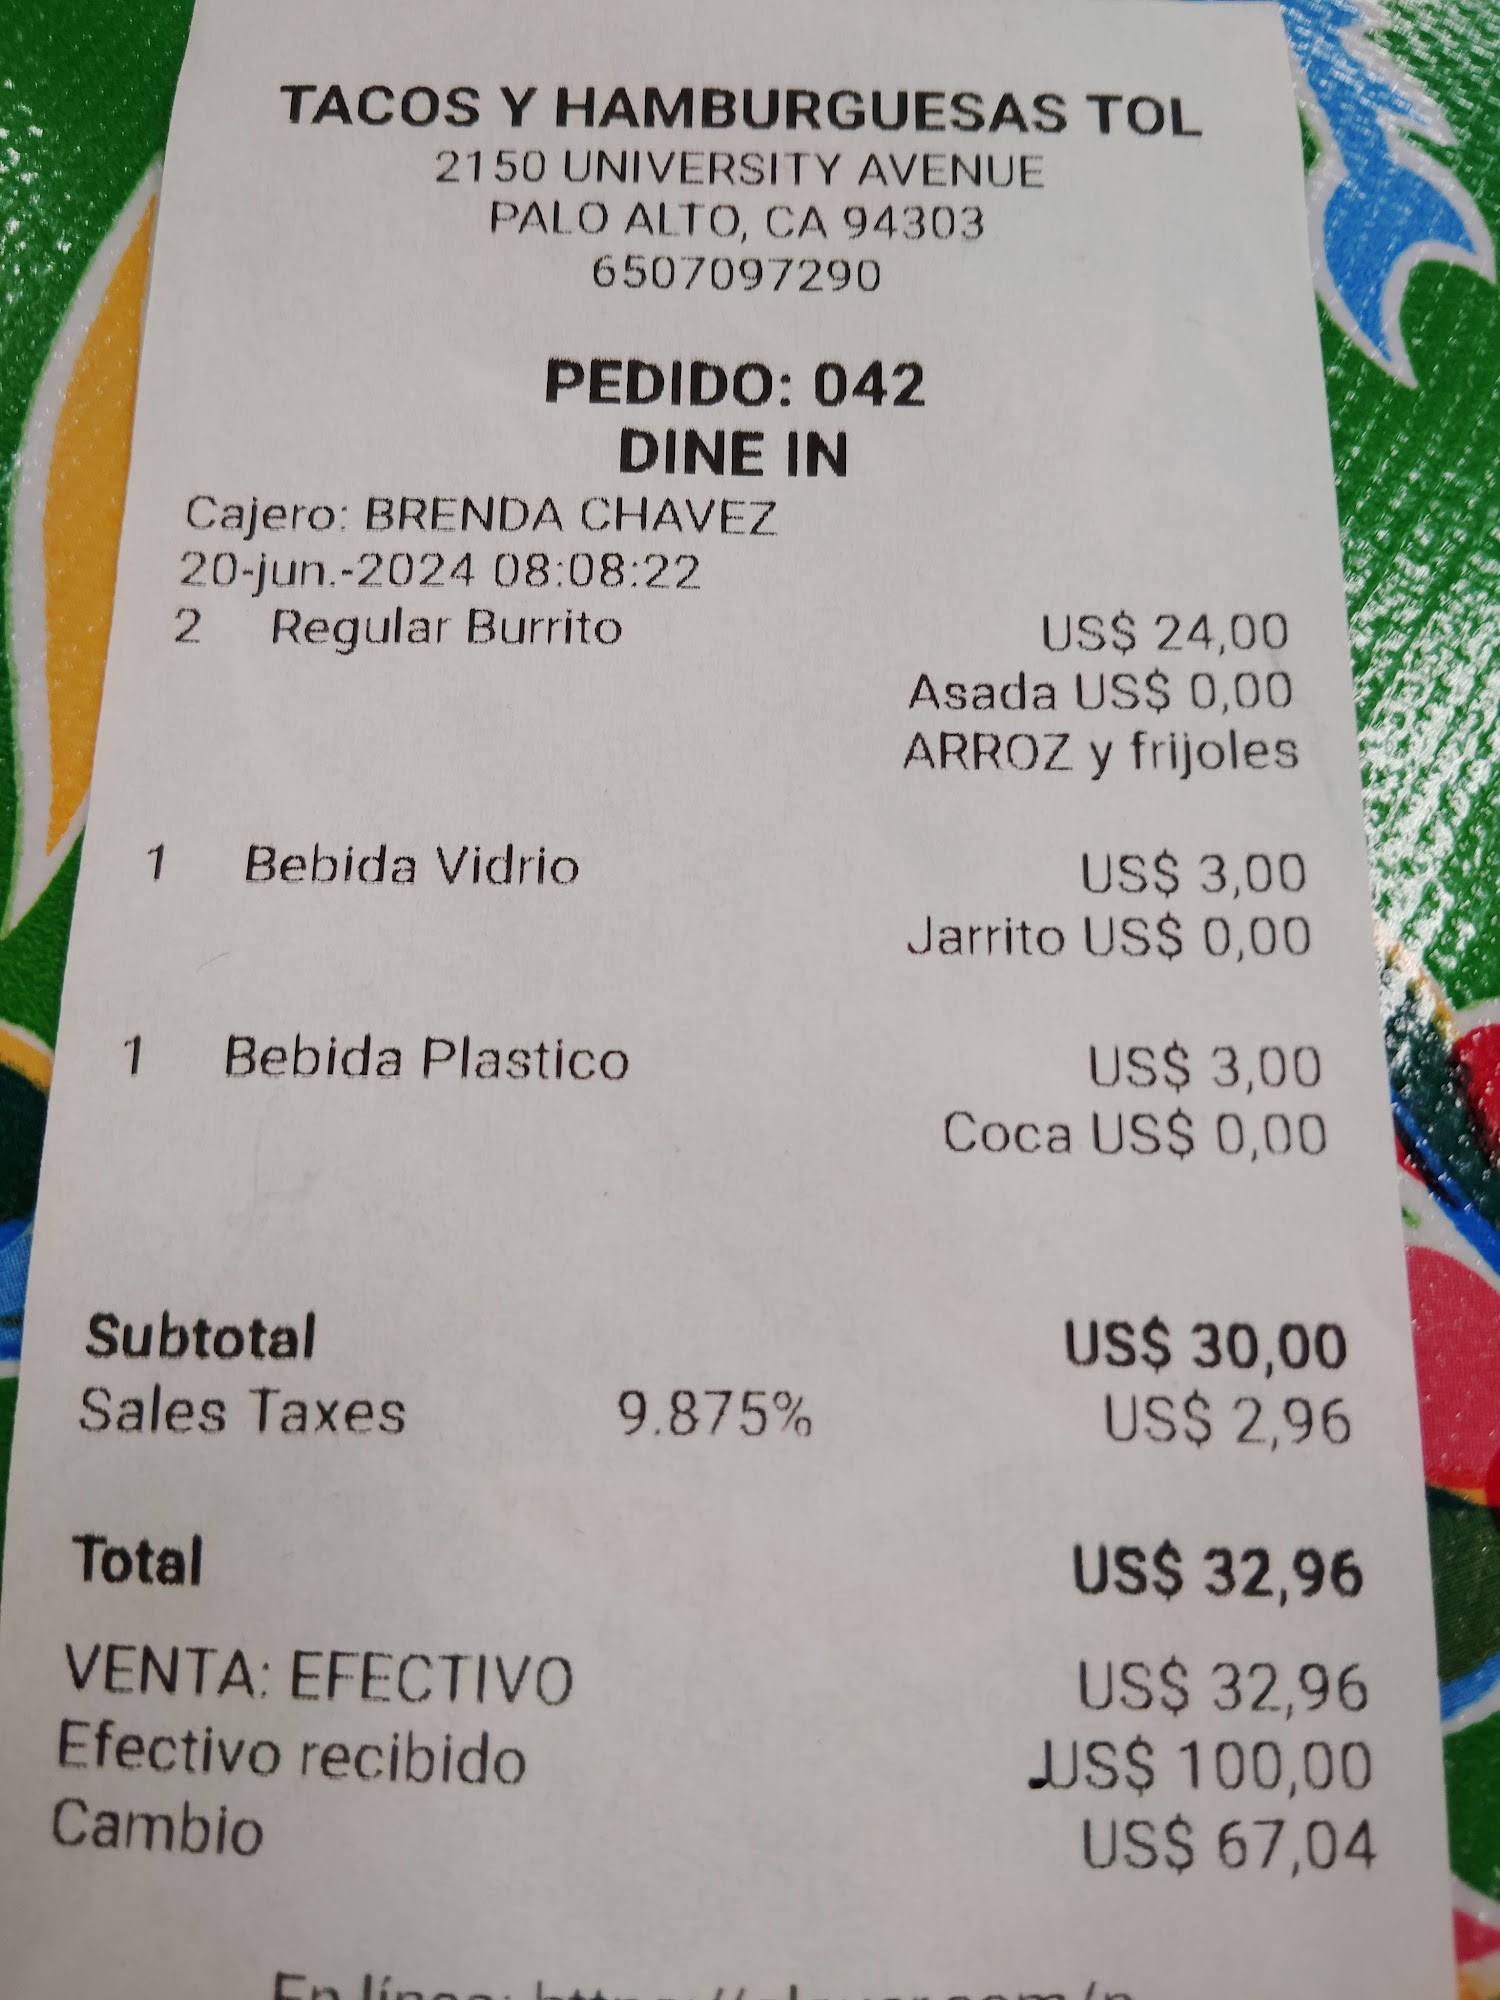 TACOS Y HAMBURGUESAS TOL
2150 UNIVERSITY AVENUE
PALO ALTO, CA 94303
6507097290
PEDIDO: 042
DINE IN
Cajero: BRENDA CHAVEZ
20-jun.-2024 08:08:22
2 Regular Burrito US$ 24,00
Asada US$ 0,00
ARROZ y frijoles
1 Bebida Vidrio US$ 3,00
Jarrito US$ 0,00
1 Bebida Plastico US$ 3,00
Coca US$ 0,00
Subtotal US$ 30,00
Sales Taxes 9.875% US$ 2,96
Total US$ 32,96
VENTA: EFECTIVO US$ 32,96
Efectivo recibido US$ 100,00
Cambio US$ 67,04
En línea: